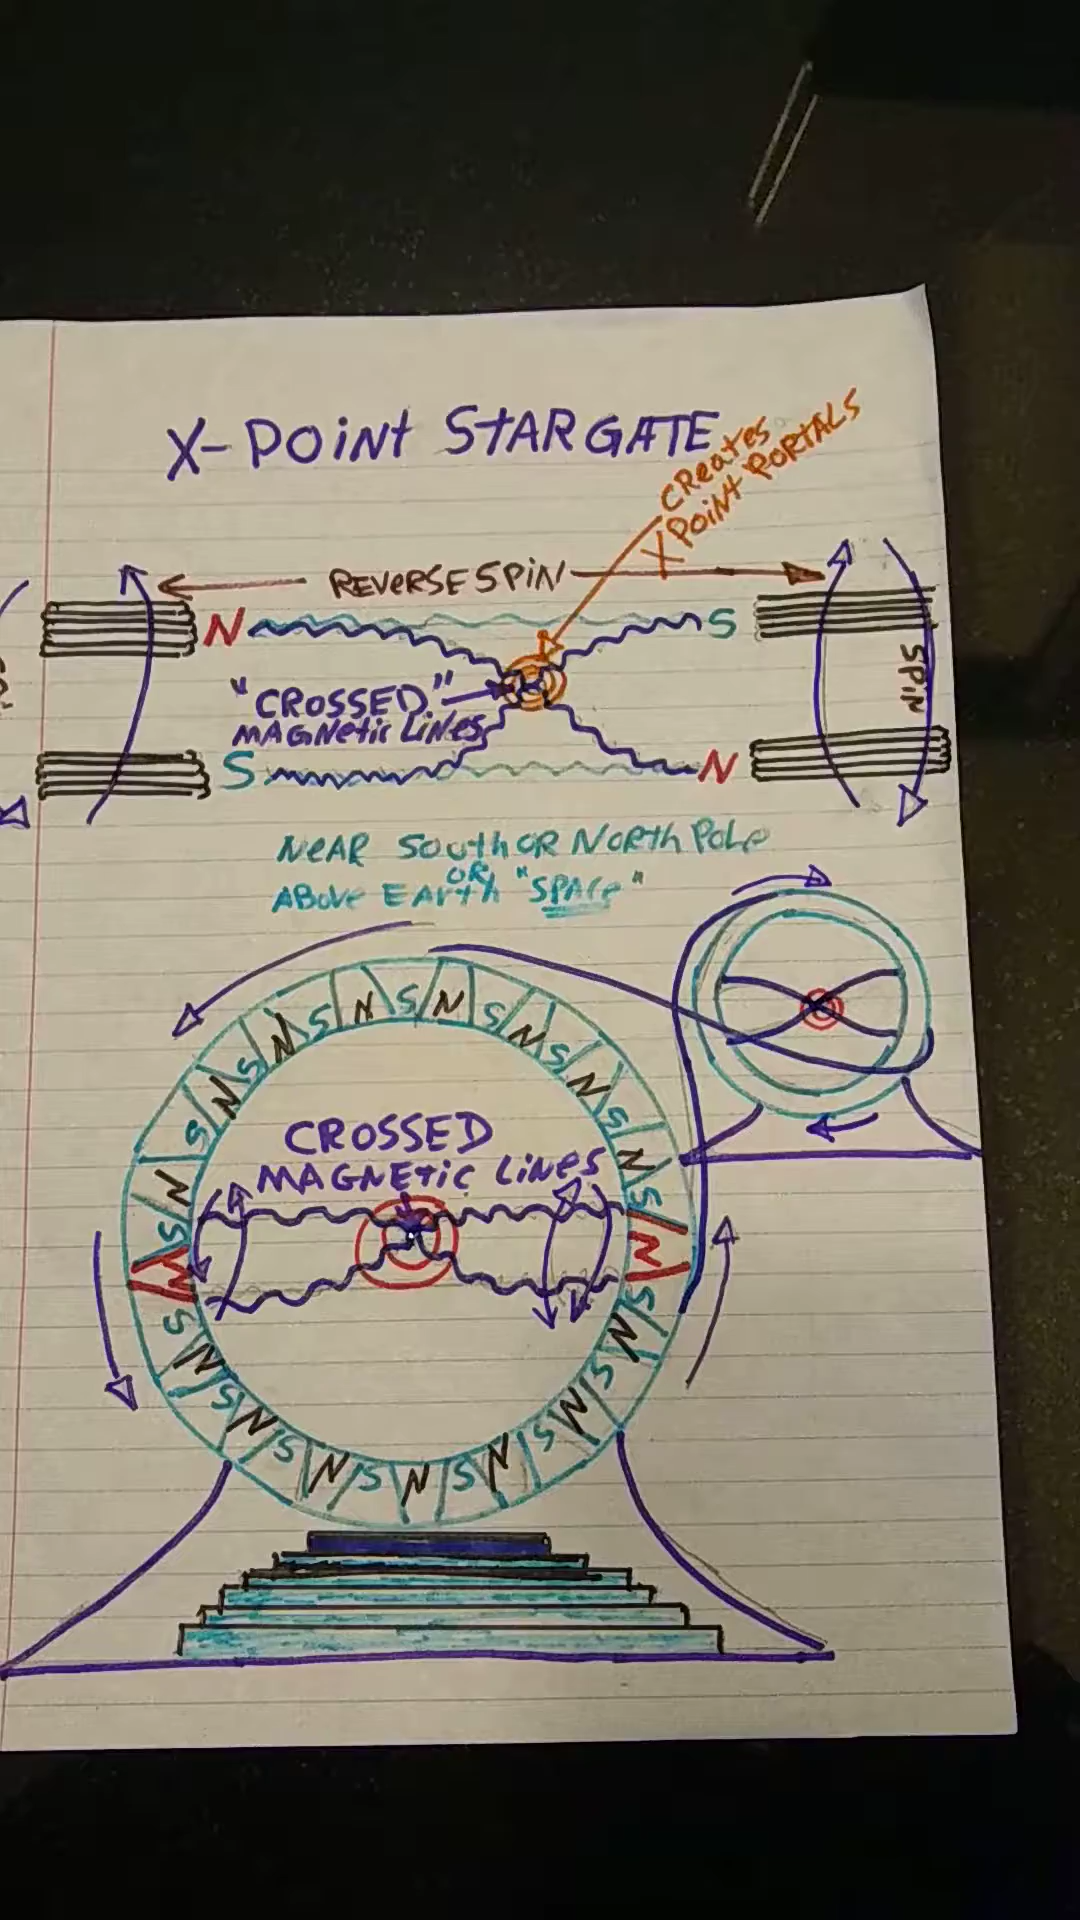 X-POINT STARGATE
CREATES
X POINT PORTALS
REVERSE SPIN
N S
SPIN
"CROSSED"
MAGNETIC LINES
S N
NEAR SOUTH OR NORTH POLE
OR,
ABOVE EARTH "SPACE"
S N S N S N S N S N S N S N S N S N S N S N S N S N S N S N S N
CROSSED
MAGNETIC LINES